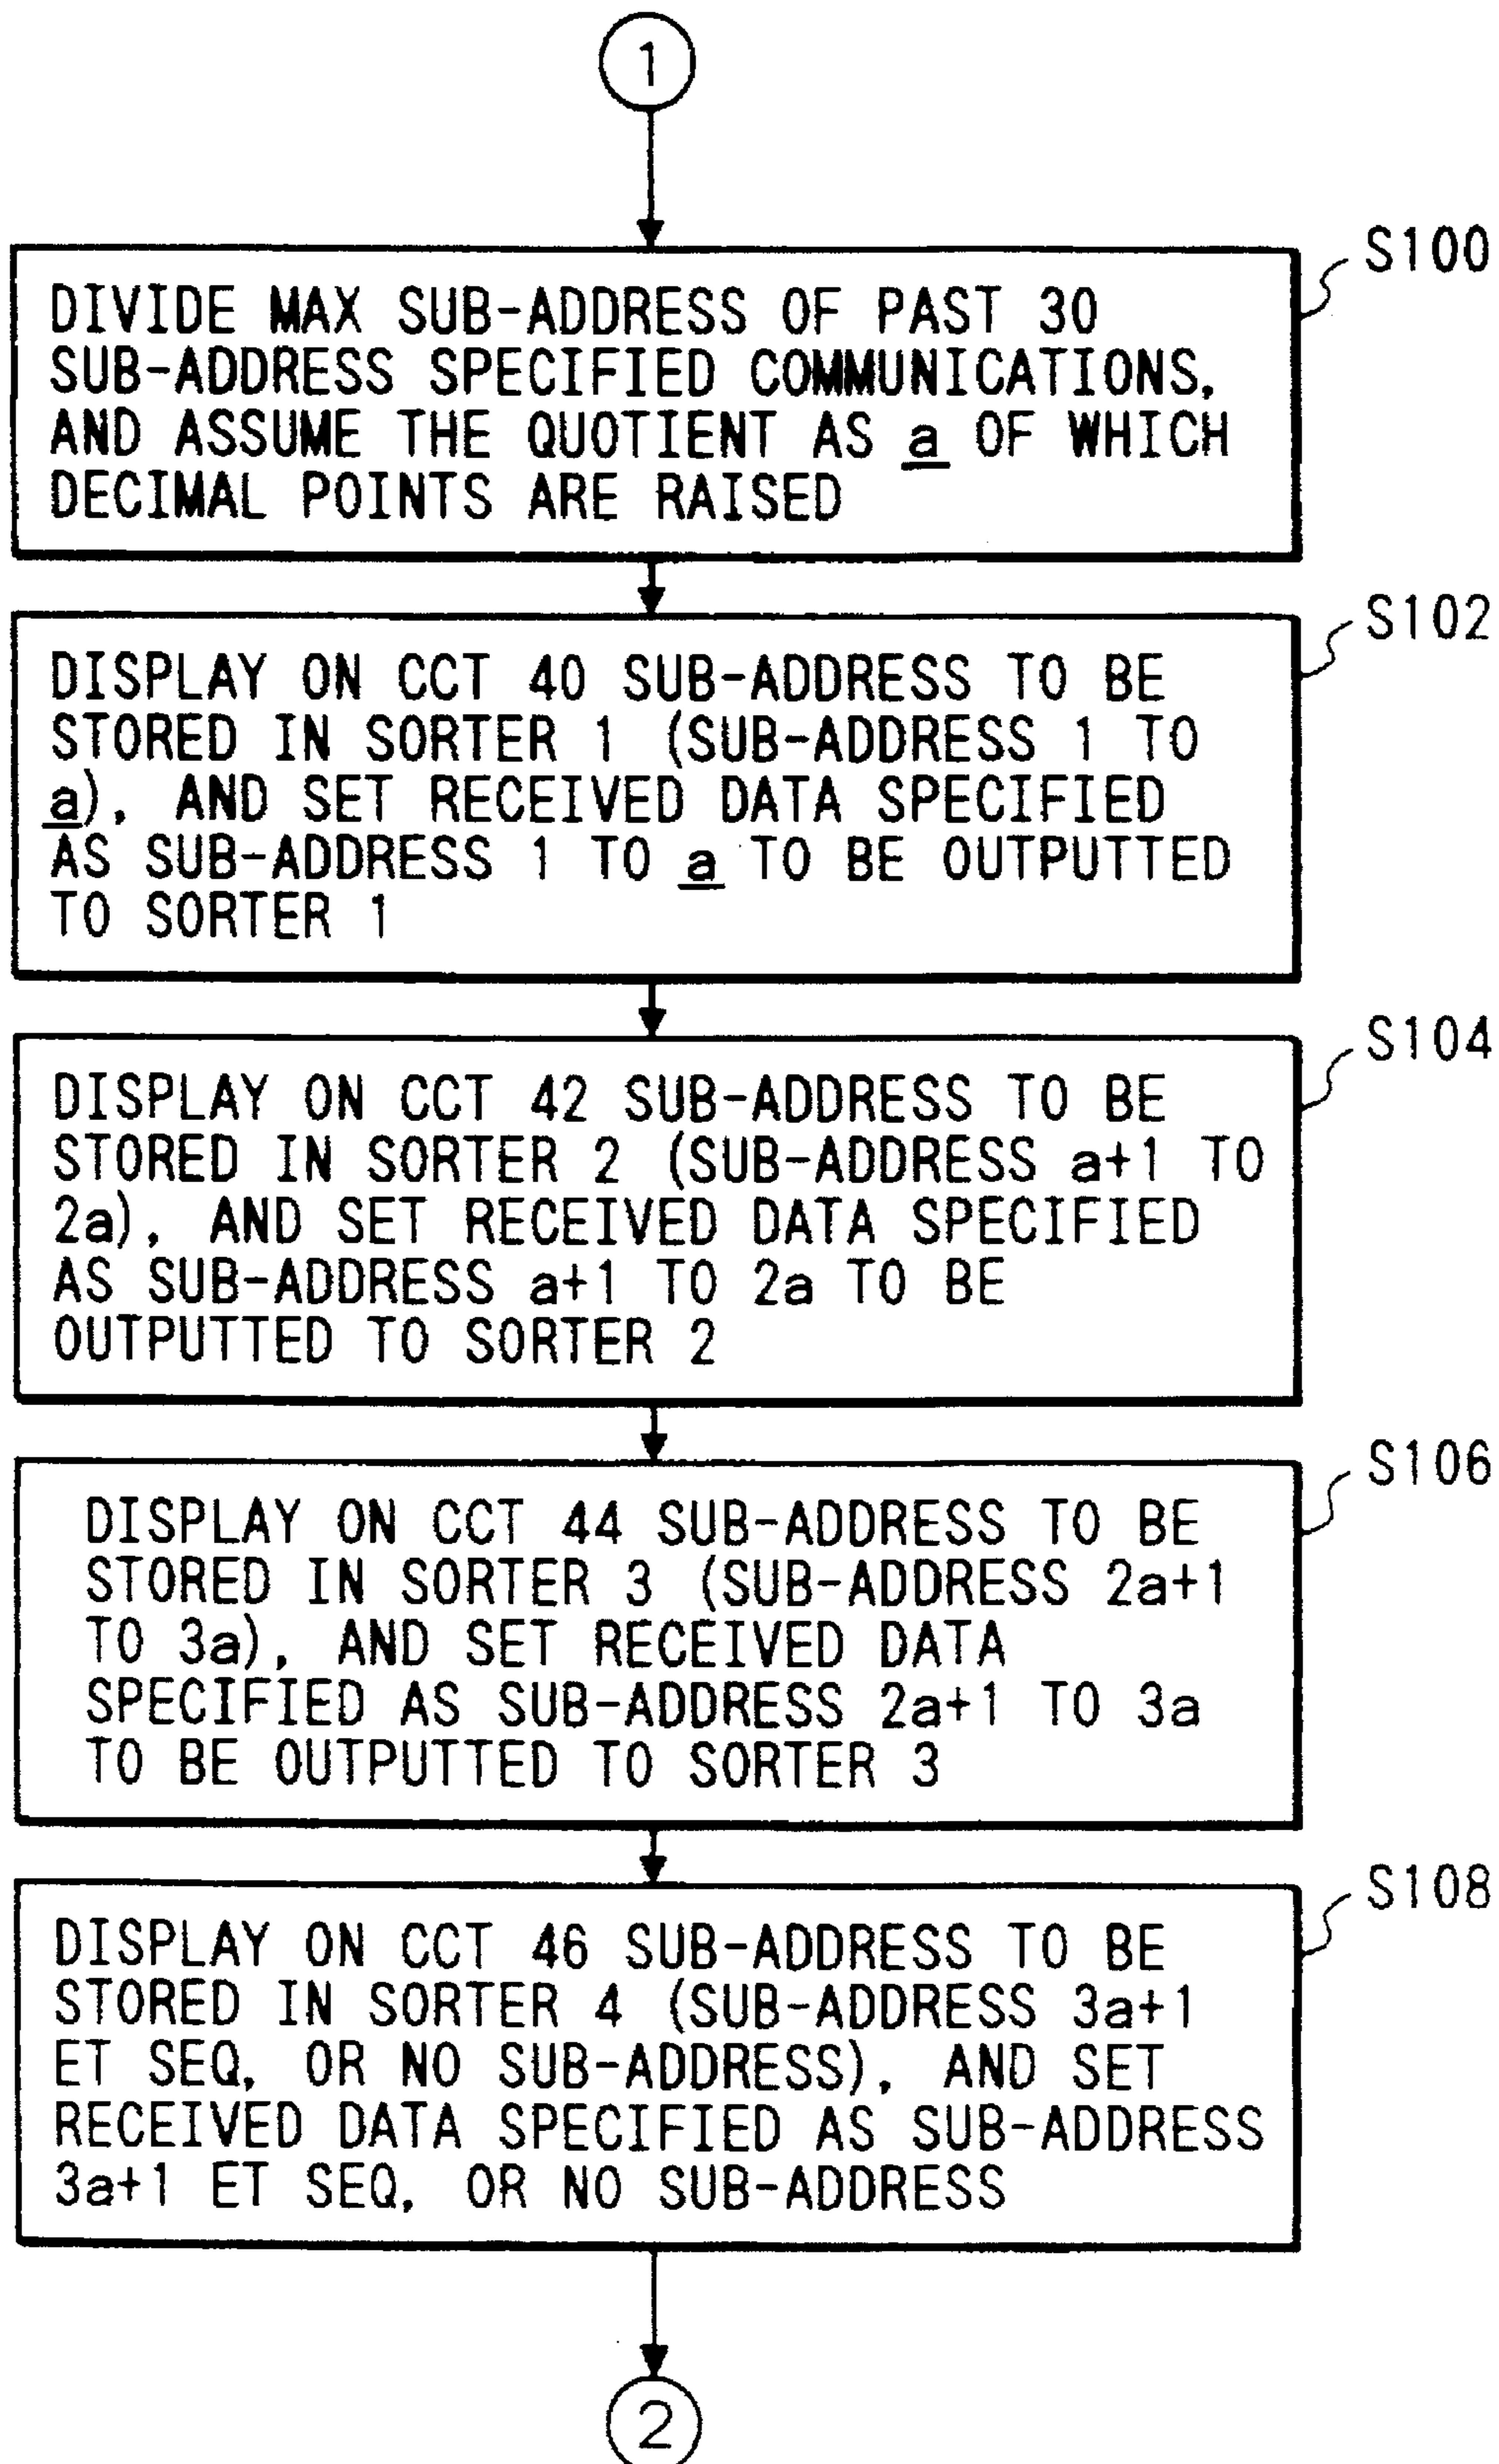 1
S100
DIVIDE MAX SUB-ADDRESS OF PAST 30
SUB-ADDRESS SPECIFIED COMMUNICATIONS,
AND ASSUME THE QUOTIENT AS a OF WHICH
DECIMAL POINTS ARE RAISED
S102
DISPLAY ON CCT 40 SUB-ADDRESS TO BE
STORED IN SORTER 1 (SUB-ADDRESS 1 TO
a), AND SET RECEIVED DATA SPECIFIED
AS SUB-ADDRESS 1 TO a TO BE OUTPUTTED
TO SORTER 1
S104
DISPLAY ON CCT 42 SUB-ADDRESS TO BE
STORED IN SORTER 2 (SUB-ADDRESS a+1 TO
2a), AND SET RECEIVED DATA SPECIFIED
AS SUB-ADDRESS a+1 TO 2a TO BE
OUTPUTTED TO SORTER 2
S106
DISPLAY ON CCT 44 SUB-ADDRESS TO BE
STORED IN SORTER 3 (SUB-ADDRESS 2a+1
TO 3a), AND SET RECEIVED DATA
SPECIFIED AS SUB-ADDRESS 2a+1 TO 3a
TO BE OUTPUTTED TO SORTER 3
S108
DISPLAY ON CCT 46 SUB-ADDRESS TO BE
STORED IN SORTER 4 (SUB-ADDRESS 3a+1
ET SEQ, OR NO SUB-ADDRESS), AND SET
RECEIVED DATA SPECIFIED AS SUB-ADDRESS
3a+1 ET SEQ, OR NO SUB-ADDRESS
2